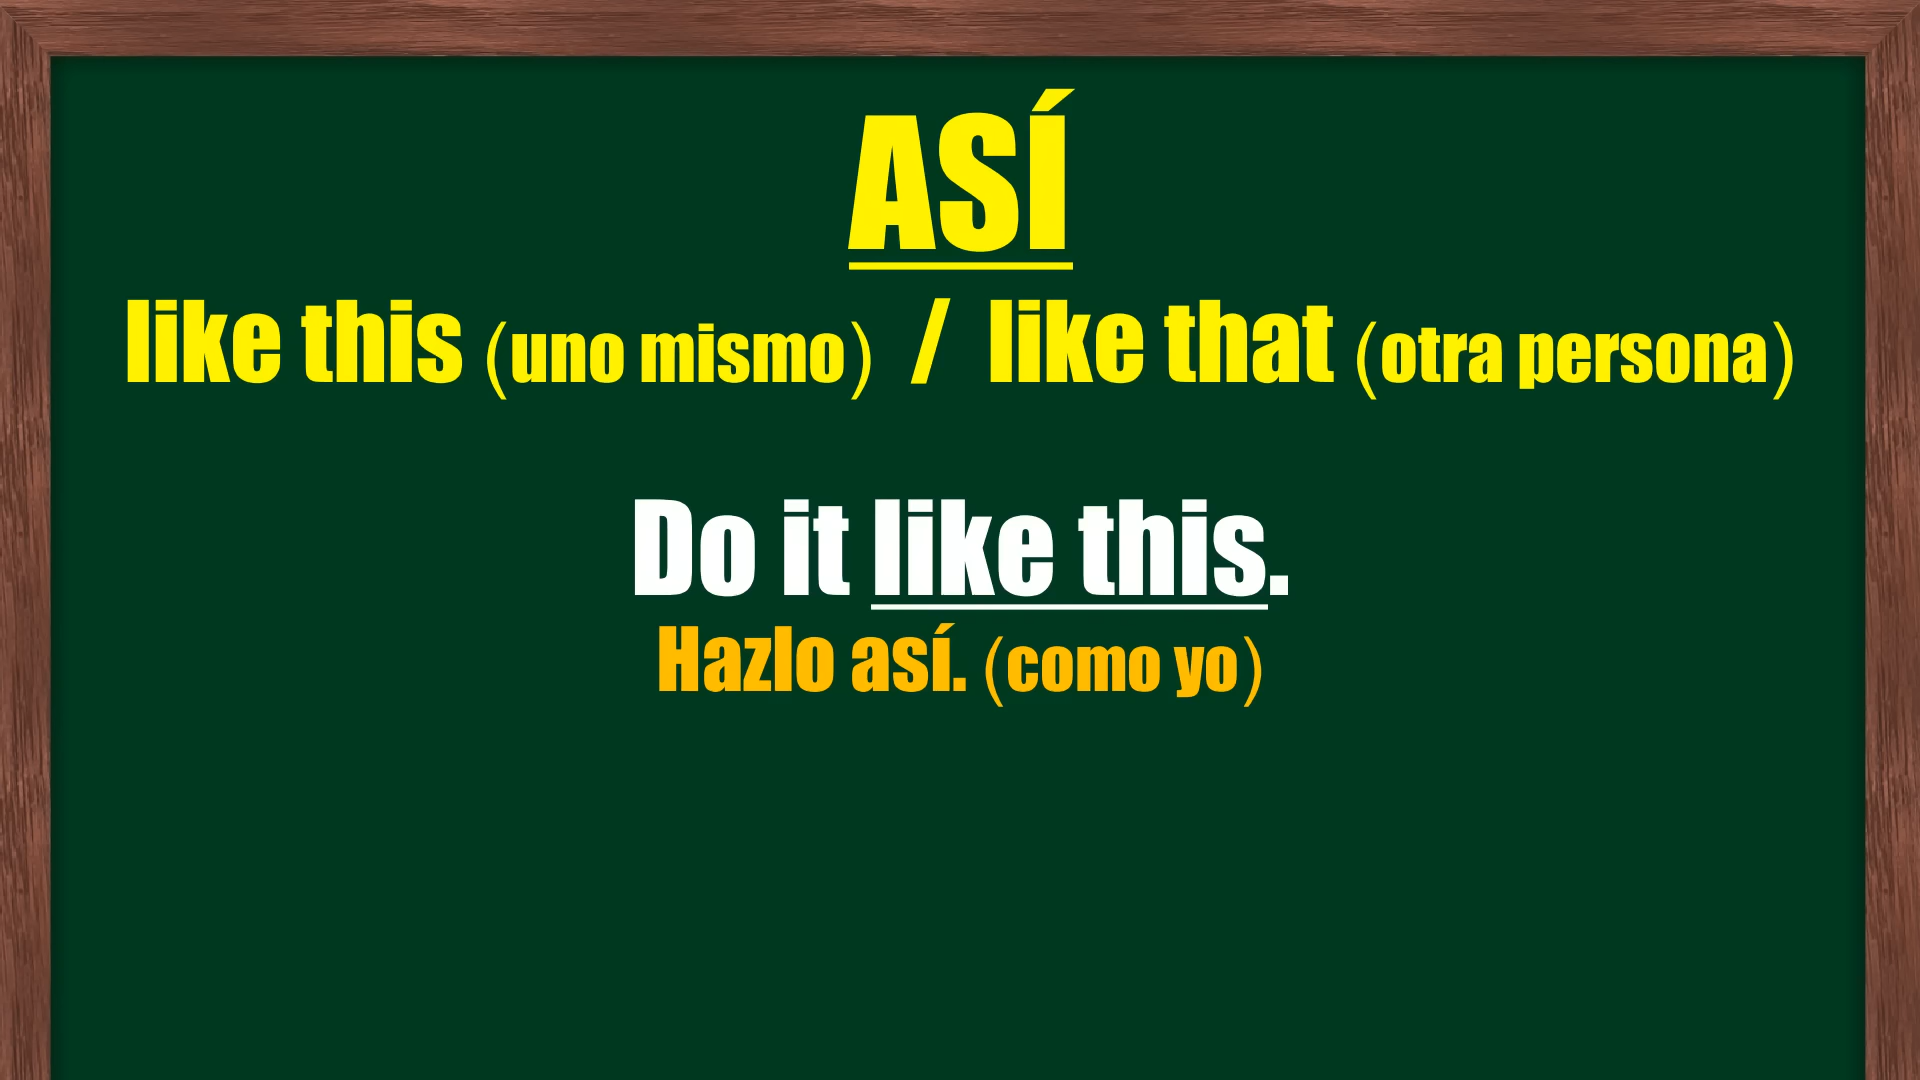 ASÍ
like this (uno mismo) / like that (otra persona)
Do it like this.
Hazlo así. (como yo)